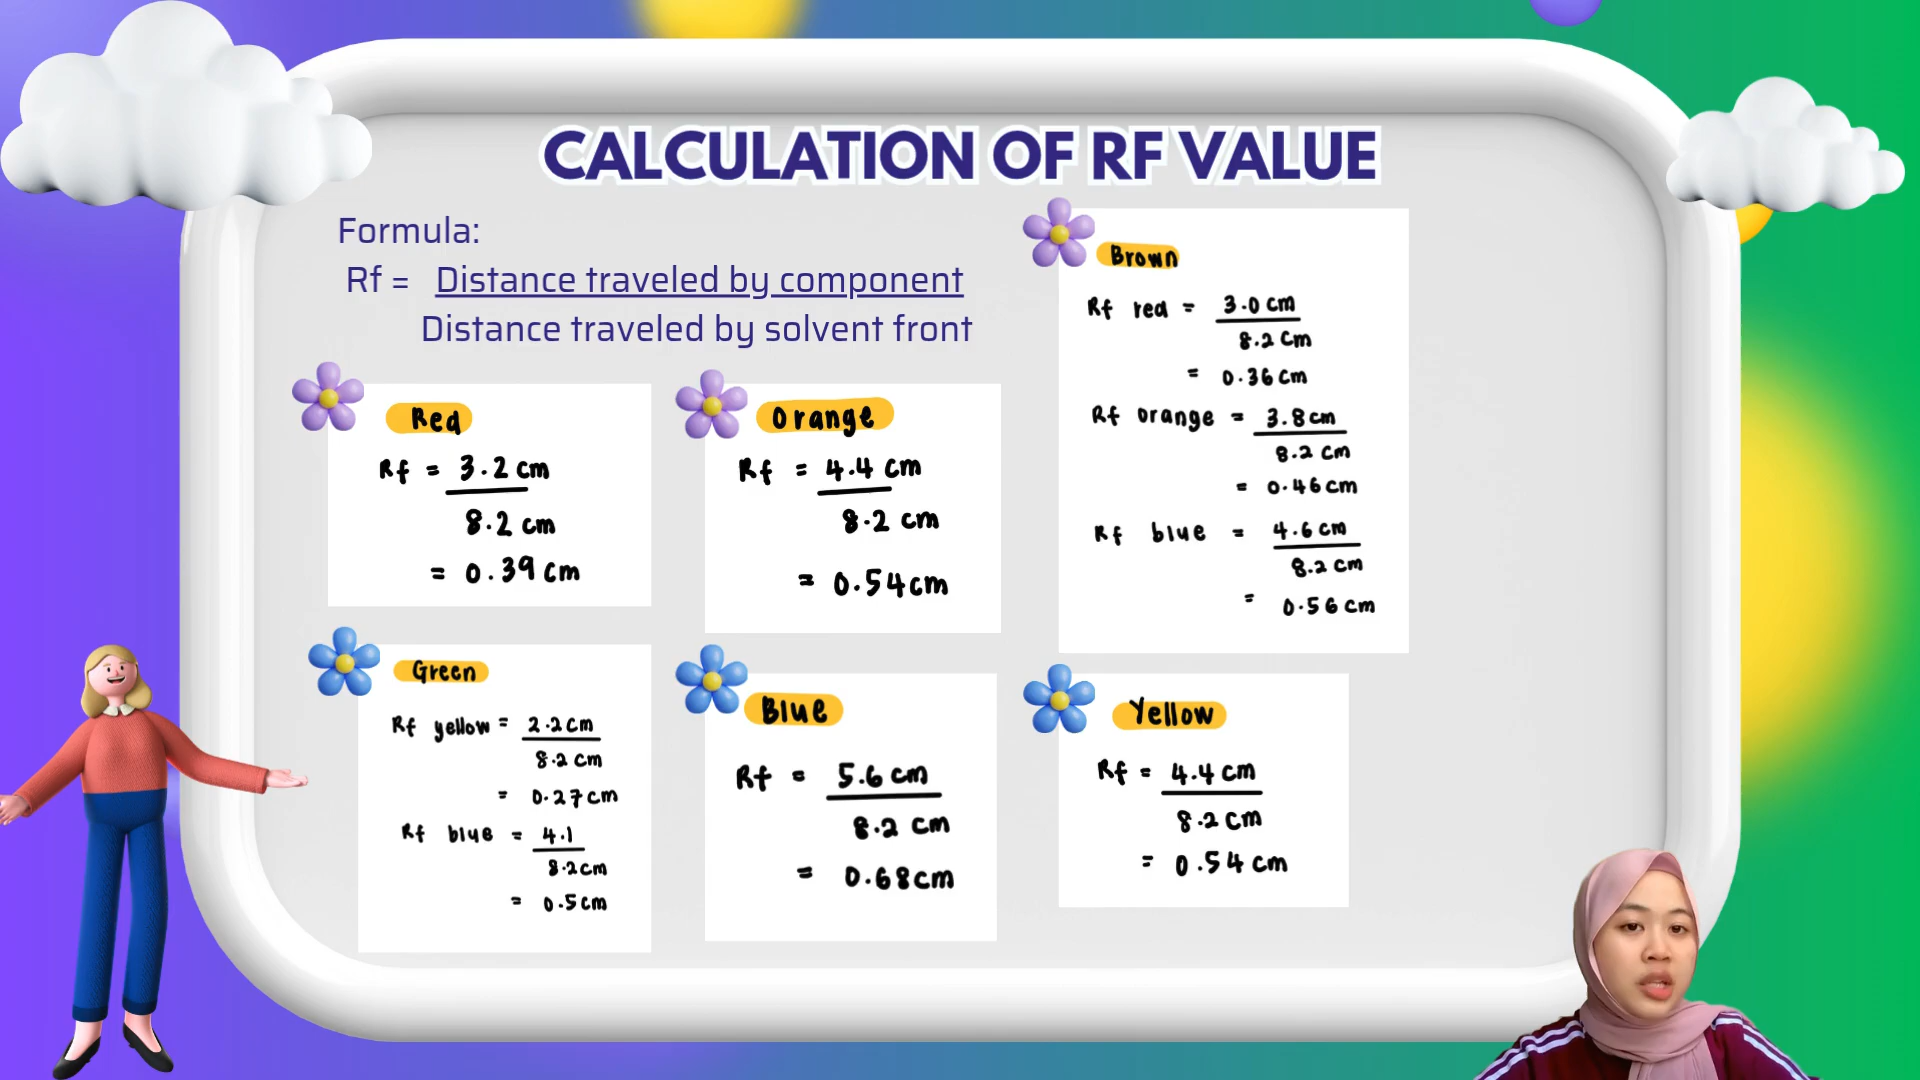 CALCULATION OF RF VALUE
Formula:
Rf = Distance traveled by component
Distance traveled by solvent front
Red
Rf = 3.2 cm
8.2 cm
= 0.39 cm
Orange
Rf = 4.4 cm
8.2 cm
= 0.54 cm
Brown
Rf red = 3.0 cm
8.2 cm
= 0.36 cm
Rf orange = 3.8 cm
8.2 cm
= 0.46 cm
Rf blue = 4.6 cm
8.2 cm
= 0.56 cm
Green
Rf yellow = 2.2 cm
8.2 cm
= 0.27 cm
Rf blue = 4.1
8.2 cm
= 0.5 cm
Blue
Rf = 5.6 cm
8.2 cm
= 0.68 cm
Yellow
Rf = 4.4 cm
8.2 cm
= 0.54 cm